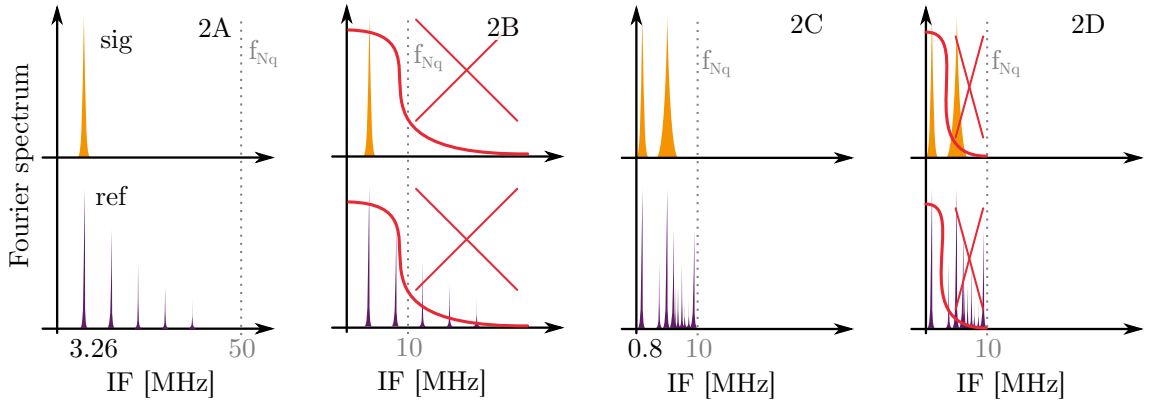 2A
2B
2C
2D
sig
f_Nq
f_Nq
f_Nq
f_Nq
Fourier spectrum
ref
3.26
50
10
0.8
10
10
IF [MHz]
IF [MHz]
IF [MHz]
IF [MHz]